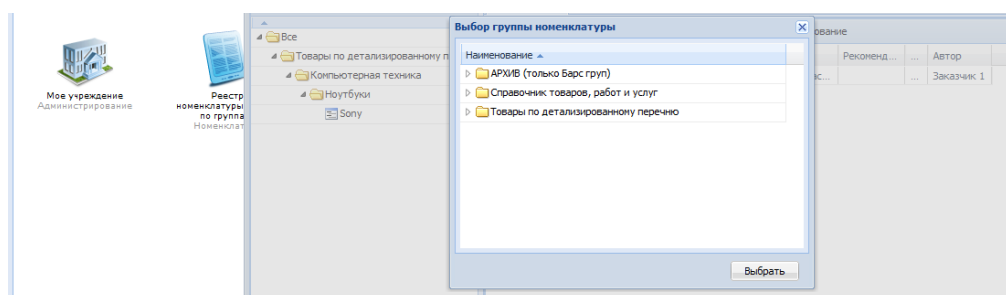 Мое учреждение
Администрирование
Реестр
номенклатуры
по группа
Номенклат
Все
Товары по детализированному п
Компьютерная техника
Ноутбуки
Sony
Выбор группы номенклатуры
Наименование
АРХИВ (только Барс груп)
Справочник товаров, работ и услуг
Товары по детализированному перечню
Выбрать
ование
Рекоменд... ... Автор
ас... ... Заказчик 1